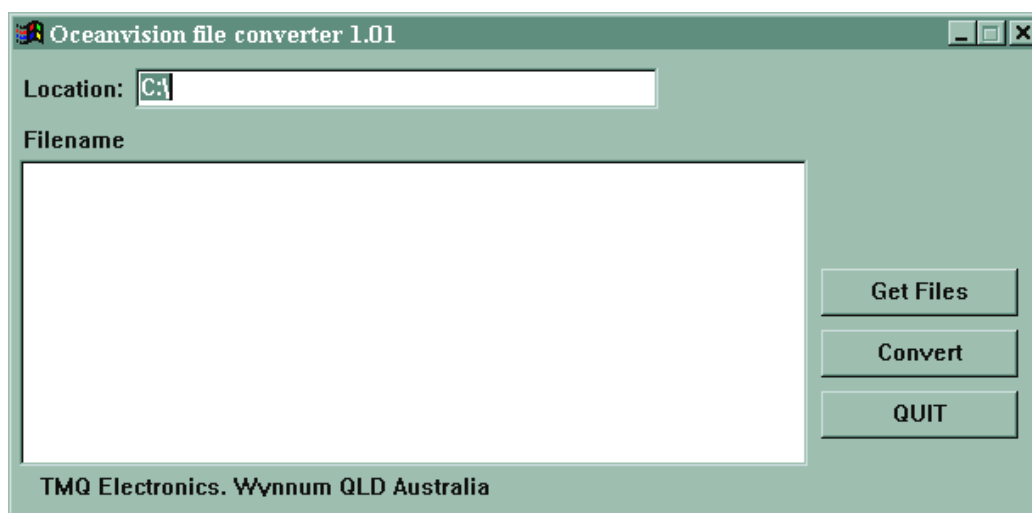 Oceanvision file converter 1.01
Location: C:\
Filename
Get Files
Convert
QUIT
TMQ Electronics. Wynnum QLD Australia